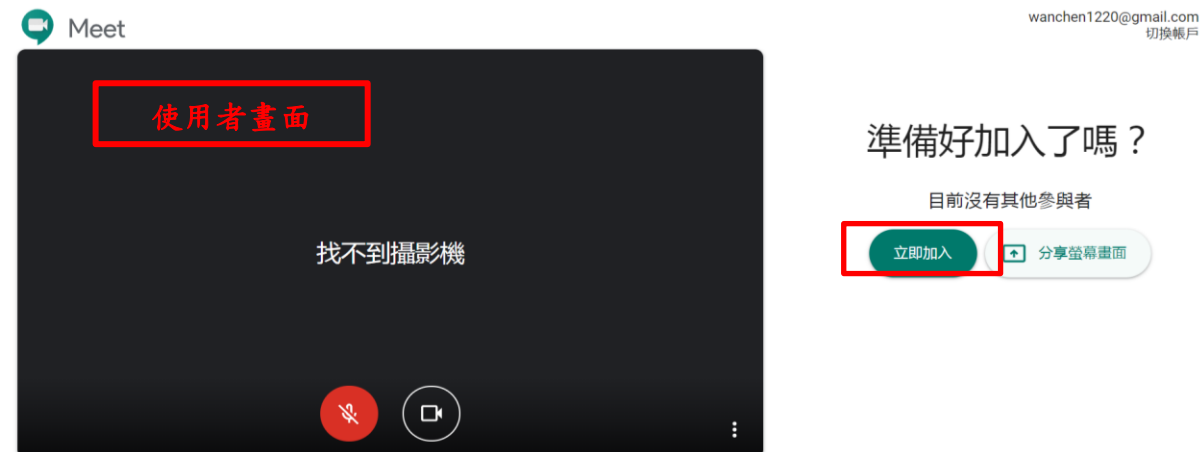 Meet
wanchen1220@gmail.com
切換帳戶
使用者畫面
找不到攝影機
準備好加入了嗎？
目前沒有其他參與者
立即加入
分享螢幕畫面